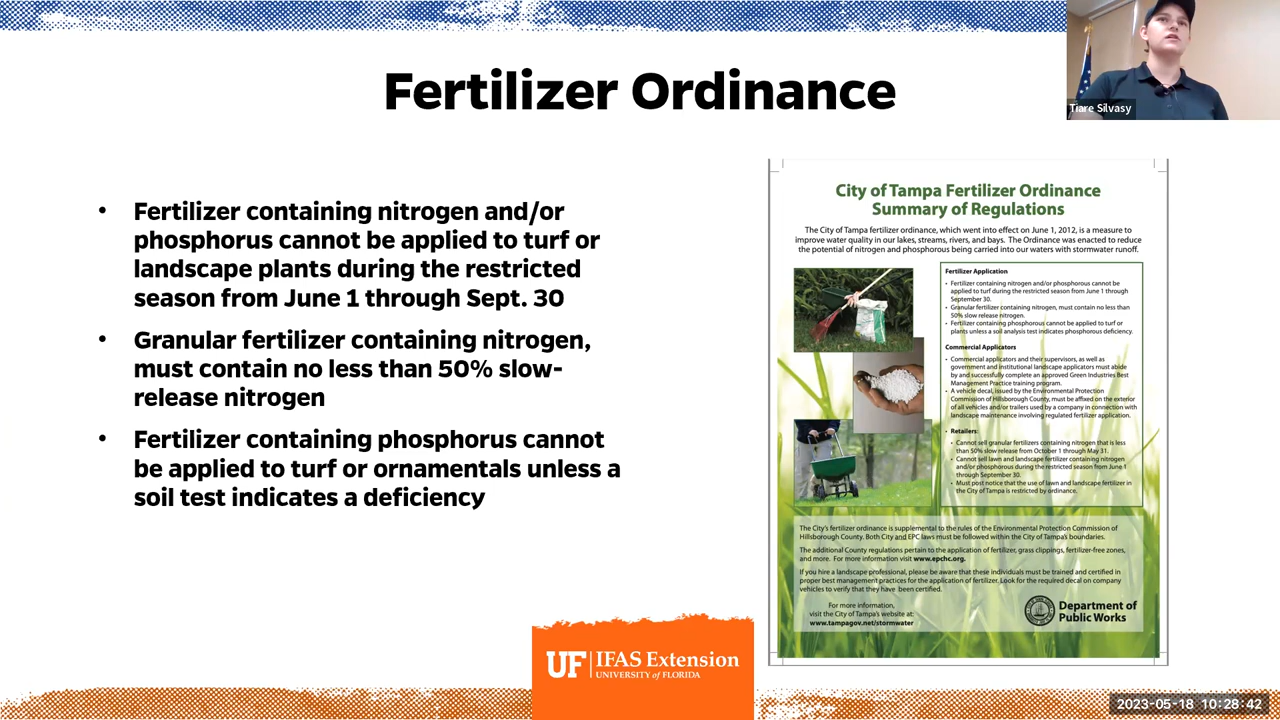 Fertilizer Ordinance
Tiare Silvasy
• Fertilizer containing nitrogen and/or
phosphorus cannot be applied to turf or
landscape plants during the restricted
season from June 1 through Sept. 30
• Granular fertilizer containing nitrogen,
must contain no less than 50% slow-
release nitrogen
• Fertilizer containing phosphorus cannot
be applied to turf or ornamentals unless a
soil test indicates a deficiency
City of Tampa Fertilizer Ordinance
Summary of Regulations
The City of Tampa fertilizer ordinance, which went into effect on June 1, 2012, is a measure to
improve water quality in our lakes, streams, rivers, and bays. The Ordinance was enacted to reduce
the potential of nitrogen and phosphorous being carried into our waters with stormwater runoff.
Fertilizer Application
• Fertilizer containing nitrogen and/or phosphorous cannot be
applied to turf during the restricted season from June 1 through
September 30.
• Granular fertilizer containing nitrogen, must contain no less than
50% slow release nitrogen.
• Fertilizer containing phosphorous cannot be applied to turf or
plants unless a soil analysis test indicates phosphorous deficiency.
Commercial Applicators
• Commercial applicators and their supervisors, as well as
government and institutional landscape applicators must abide
by and successfully complete an approved Green Industries Best
Management Practice training program.
• A vehicle decal, issued by the Environmental Protection
Commission of Hillsborough County, must be affixed on the exterior
of all vehicles and/or trailers used by a company in connection with
landscape maintenance involving regulated fertilizer application.
• Retailers:
• Cannot sell granular fertilizers containing nitrogen that is less
than 50% slow release from October 1 through May 31.
• Cannot sell lawn and landscape fertilizer containing nitrogen
and/or phosphorous during the restricted season from June 1
through September 30.
• Must post notice that the use of lawn and landscape fertilizer in
the City of Tampa is restricted by ordinance.
The City's fertilizer ordinance is supplemental to the rules of the Environmental Protection Commission of
Hillsborough County. Both City and EPC laws must be followed within the City of Tampa's boundaries.
The additional County regulations pertain to the application of fertilizer, grass clippings, fertilizer-free zones,
and more. For more information visit www.epchc.org.
If you hire a landscape professional, please be aware that these individuals must be trained and certified in
proper best management practices for the application of fertilizer. Look for the required decal on company
vehicles to verify that they have been certified.
For more information,
visit the City of Tampa's website at:
www.tampagov.net/stormwater
Department of
Public Works
UF IFAS Extension
UNIVERSITY of FLORIDA
2023-05-18 10:28:42